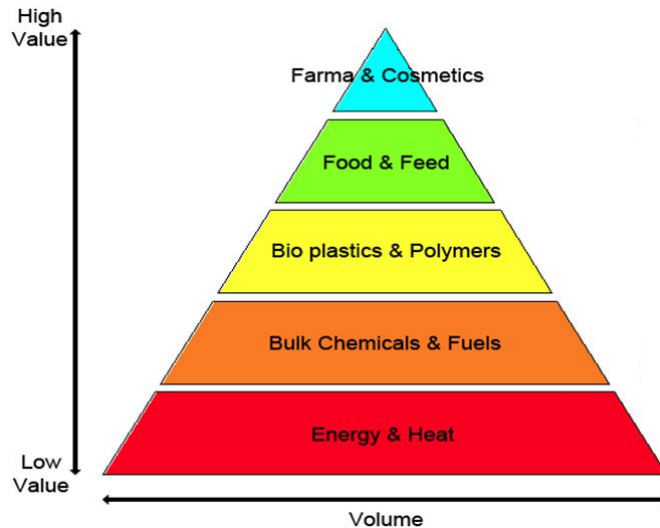 High
Value
Farma & Cosmetics
Food & Feed
Bio plastics & Polymers
Bulk Chemicals & Fuels
Energy & Heat
Low
Value
Volume